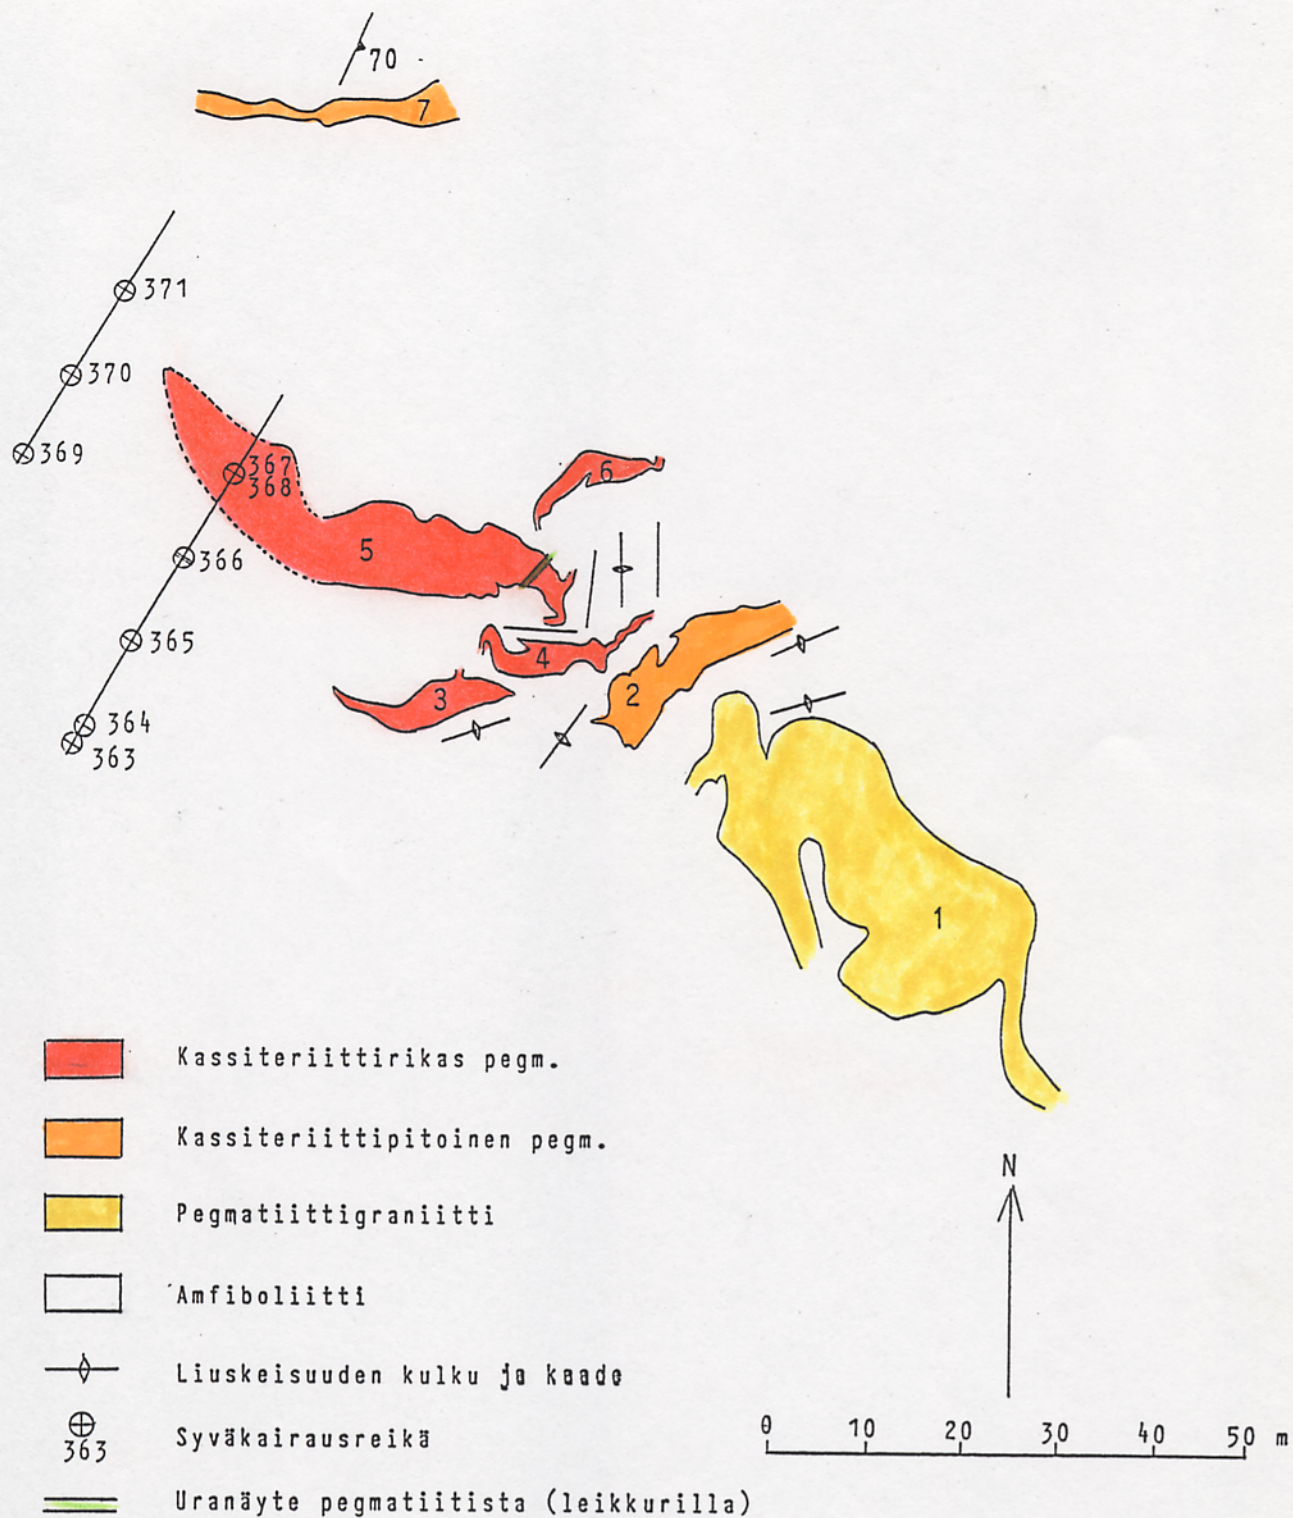 70
7
371
370
369
367
368
6
5
366
365
4
3
2
364
363
1
Kassiteriittirikas pegm.
Kassiteriittipitoinen pegm.
Pegmatiittigraniitti
Amfiboliitti
Liuskeisuuden kulku ja kaade
363 Syväkairausreikä
Uranäyte pegmatiitista (leikkurilla)
N
0 10 20 30 40 50 m